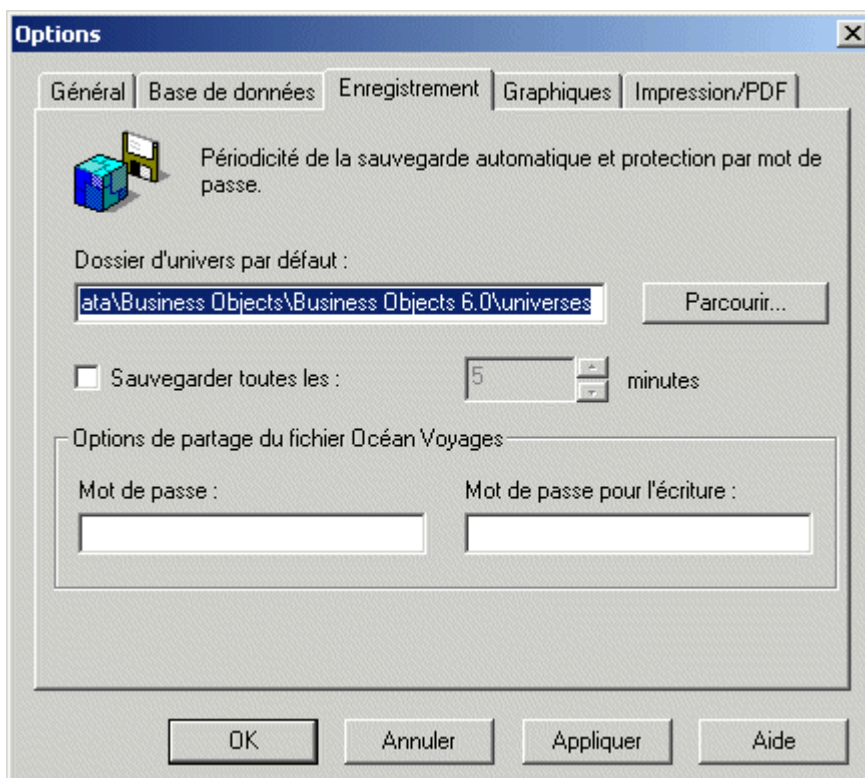 Options
Général
Base de données
Enregistrement
Graphiques
Impression/PDF
Périodicité de la sauvegarde automatique et protection par mot de
passe.
Dossier d'univers par défaut :
ata\Business Objects\Business Objects 6.0\universes
Parcourir...
Sauvegarder toutes les :
5
minutes
Options de partage du fichier Océan Voyages
Mot de passe :
Mot de passe pour l'écriture :
OK
Annuler
Appliquer
Aide